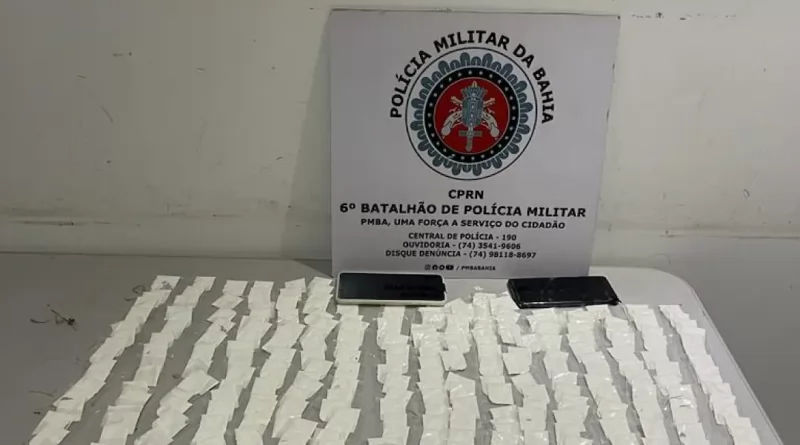 POLÍCIA MILITAR DA BAHIA
CPRN
6º BATALHÃO DE POLÍCIA MILITAR
PMBA, UMA FORÇA A SERVIÇO DO CIDADÃO
CENTRAL DE POLÍCIA - 190
OUVIDORIA - (74) 3541-9606
DISQUE DENÚNCIA - (74) 98118-8697
/ PMBABAHIA